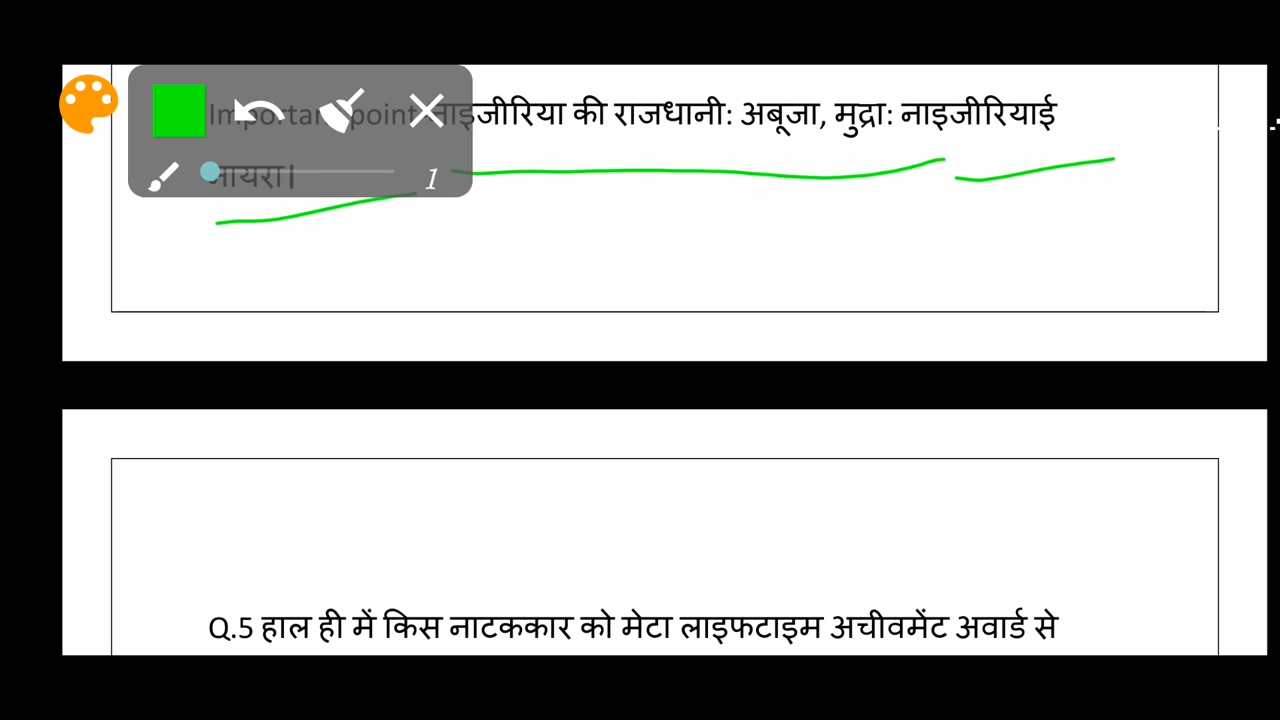 Important point नाइजीरिया की राजधानी: अबूजा, मुद्रा: नाइजीरियाई
नायरा।
1
Q.5 हाल ही में किस नाटककार को मेटा लाइफटाइम अचीवमेंट अवार्ड से